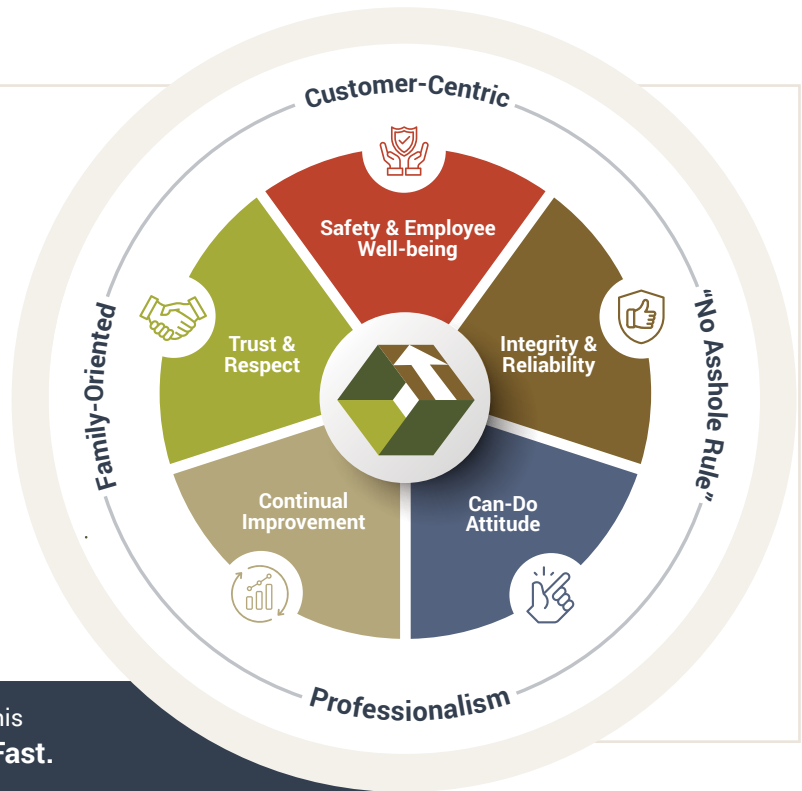 Customer-Centric
Safety & Employee
Well-being
Trust &
Respect
Integrity &
Reliability
Family-Oriented
“No Asshole Rule”
Continual
Improvement
Can-Do
Attitude
Professionalism
Fast.